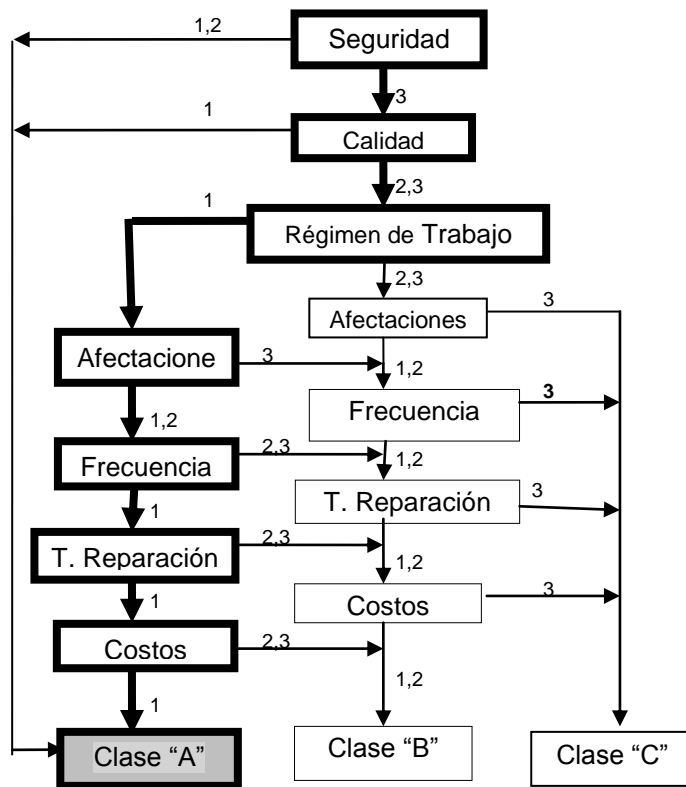 1,2
Seguridad
3
1
Calidad
2,3
1
Régimen de Trabajo
2,3
3
Afectaciones
Afectacione
3
1,2
Frecuencia
3
1,2
Frecuencia
2,3
1,2
T. Reparación
3
1
T. Reparación
2,3
1,2
Costos
3
1
Costos
2,3
1,2
1
Clase “A”
Clase “B”
Clase “C”